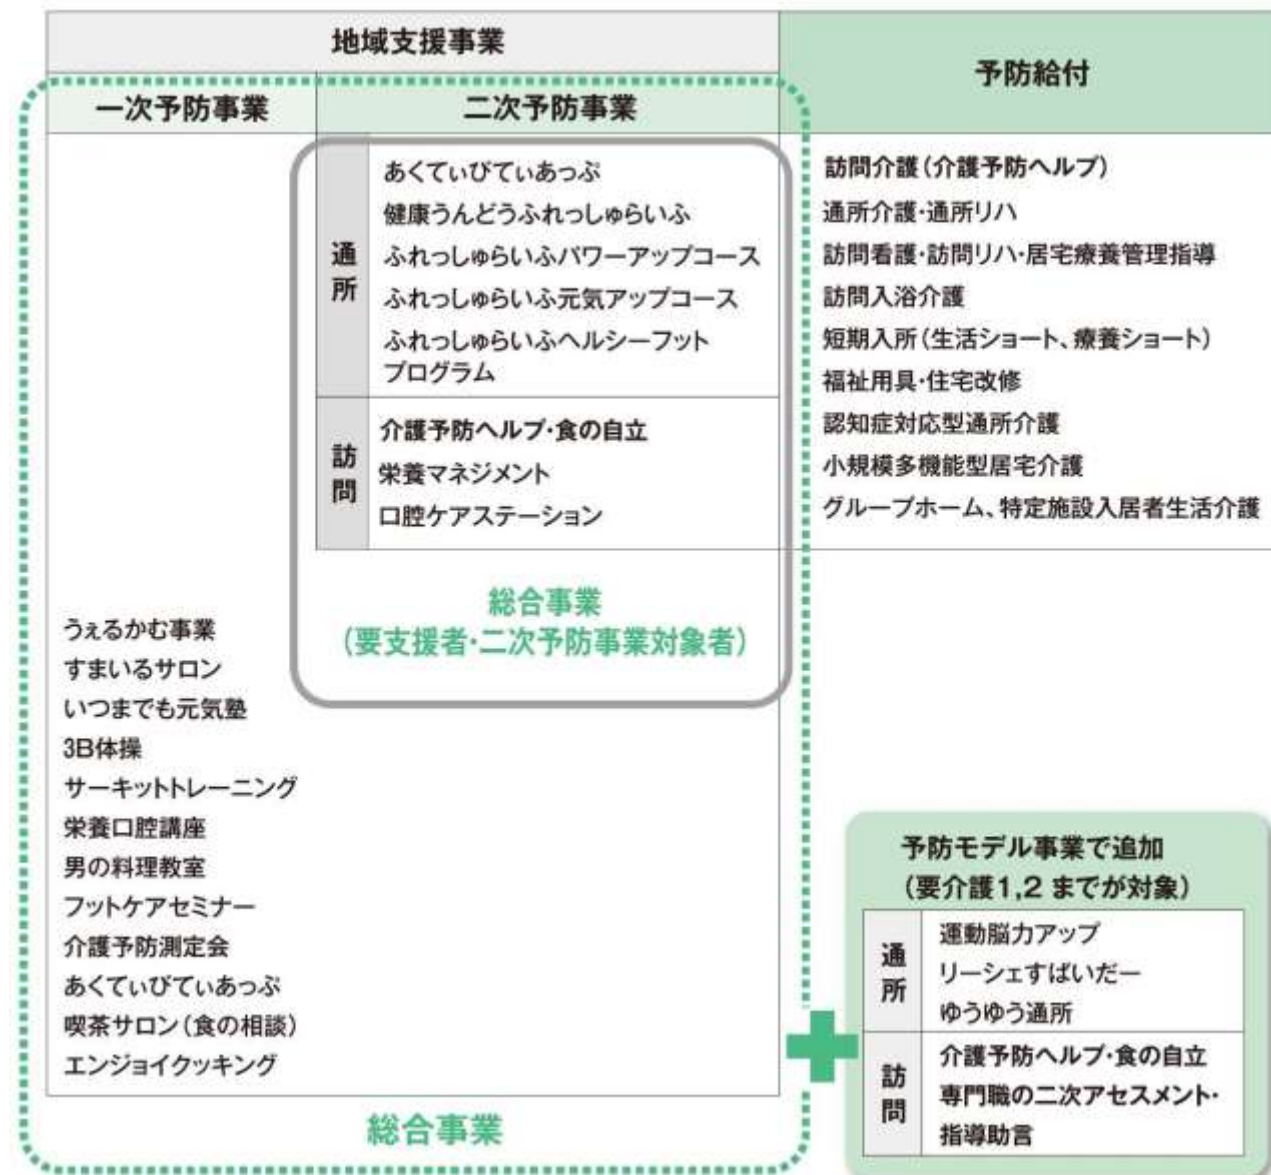 地域支援事業
予防給付
一次予防事業
二次予防事業
通所
あくてぃびてぃあっぷ
健康うんどうふれっしゅらいふ
ふれっしゅらいふパワーアップコース
ふれっしゅらいふ元気アップコース
ふれっしゅらいふヘルシーフット
プログラム
訪問
介護予防ヘルプ・食の自立
栄養マネジメント
口腔ケアステーション
総合事業
（要支援者・二次予防事業対象者）
訪問介護（介護予防ヘルプ）
通所介護・通所リハ
訪問看護・訪問リハ・居宅療養管理指導
訪問入浴介護
短期入所（生活ショート、療養ショート）
福祉用具・住宅改修
認知症対応型通所介護
小規模多機能型居宅介護
グループホーム、特定施設入居者生活介護
うぇるかむ事業
すまいるサロン
いつまでも元気塾
3B体操
サーキットトレーニング
栄養口腔講座
男の料理教室
フットケアセミナー
介護予防測定会
あくてぃびてぃあっぷ
喫茶サロン（食の相談）
エンジョイクッキング
総合事業
予防モデル事業で追加
（要介護1,2 までが対象）
通所
運動脳力アップ
リーシェすぱいだー
ゆうゆう通所
訪問
介護予防ヘルプ・食の自立
専門職の二次アセスメント・
指導助言